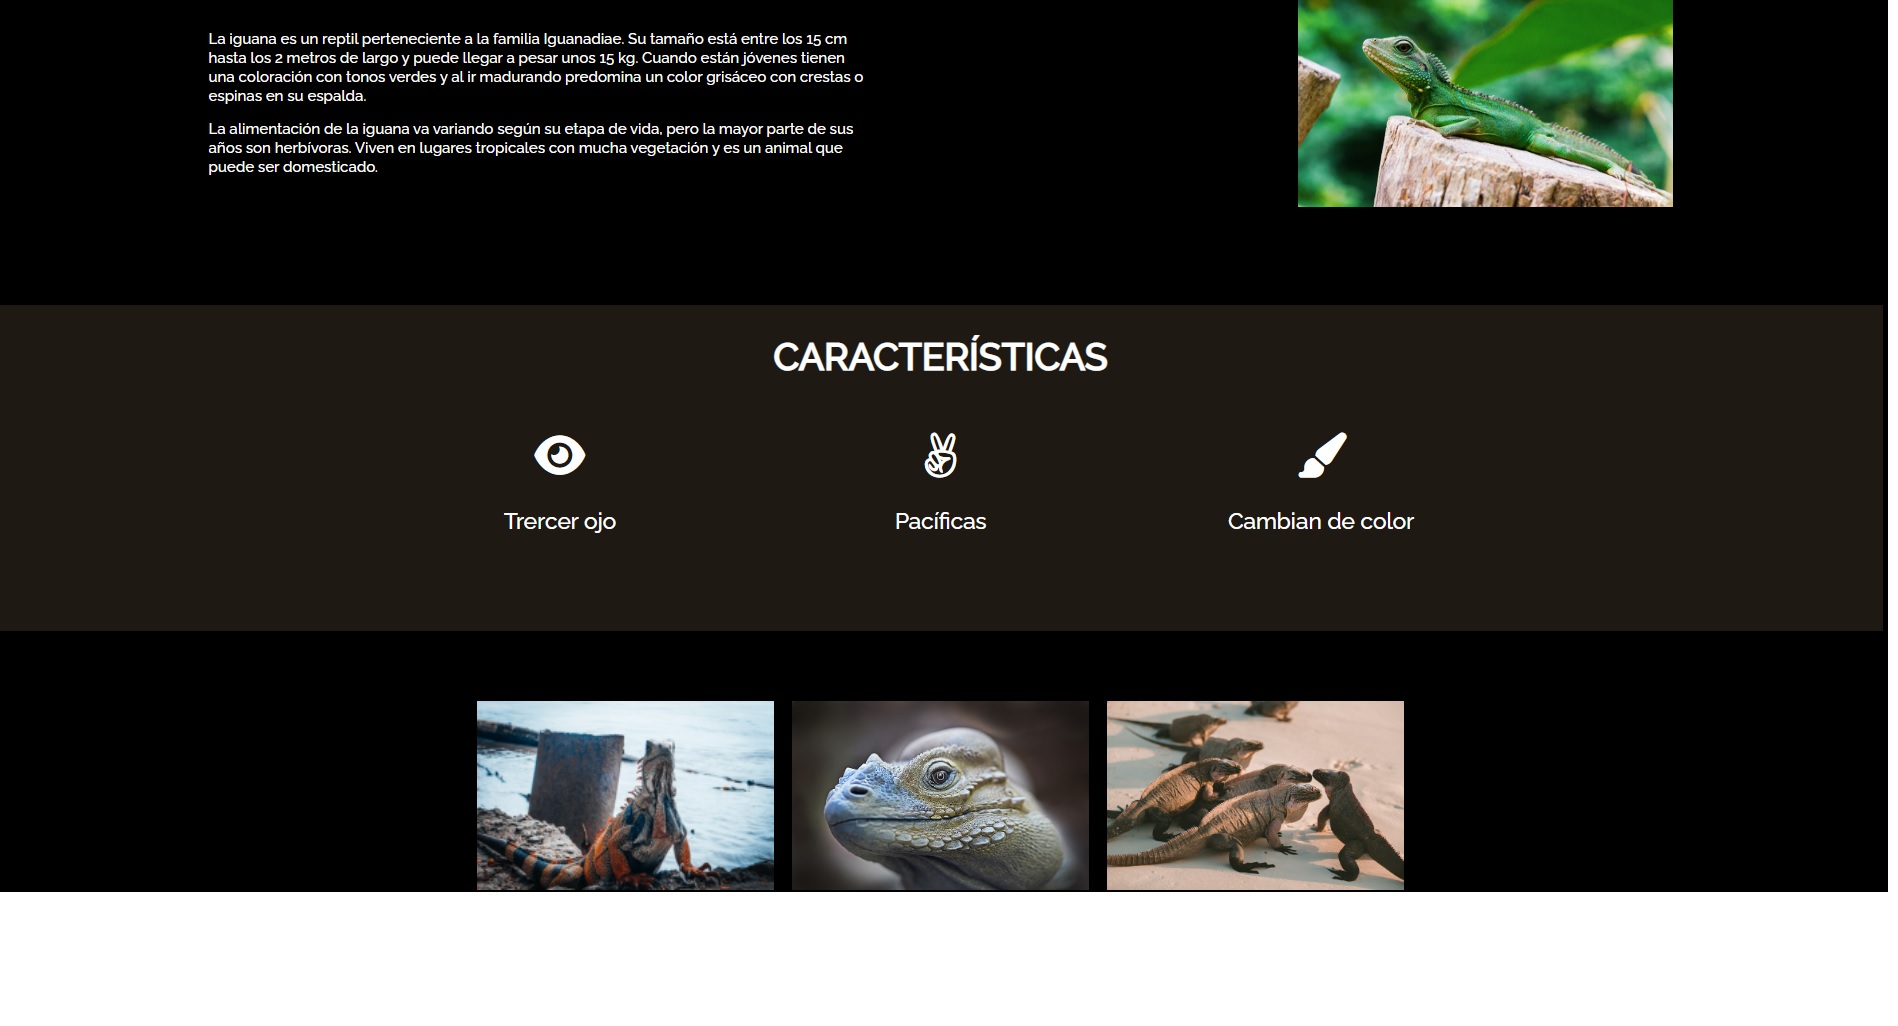 La iguana es un reptil perteneciente a la familia Iguanadiae. Su tamaño está entre los 15 cm
hasta los 2 metros de largo y puede llegar a pesar unos 15 kg. Cuando están jóvenes tienen
una coloración con tonos verdes y al ir madurando predomina un color grisáceo con crestas o
espinas en su espalda.
La alimentación de la iguana va variando según su etapa de vida, pero la mayor parte de sus
años son herbívoras. Viven en lugares tropicales con mucha vegetación y es un animal que
puede ser domesticado.
CARACTERÍSTICAS
Trercer ojo
Pacíficas
Cambian de color